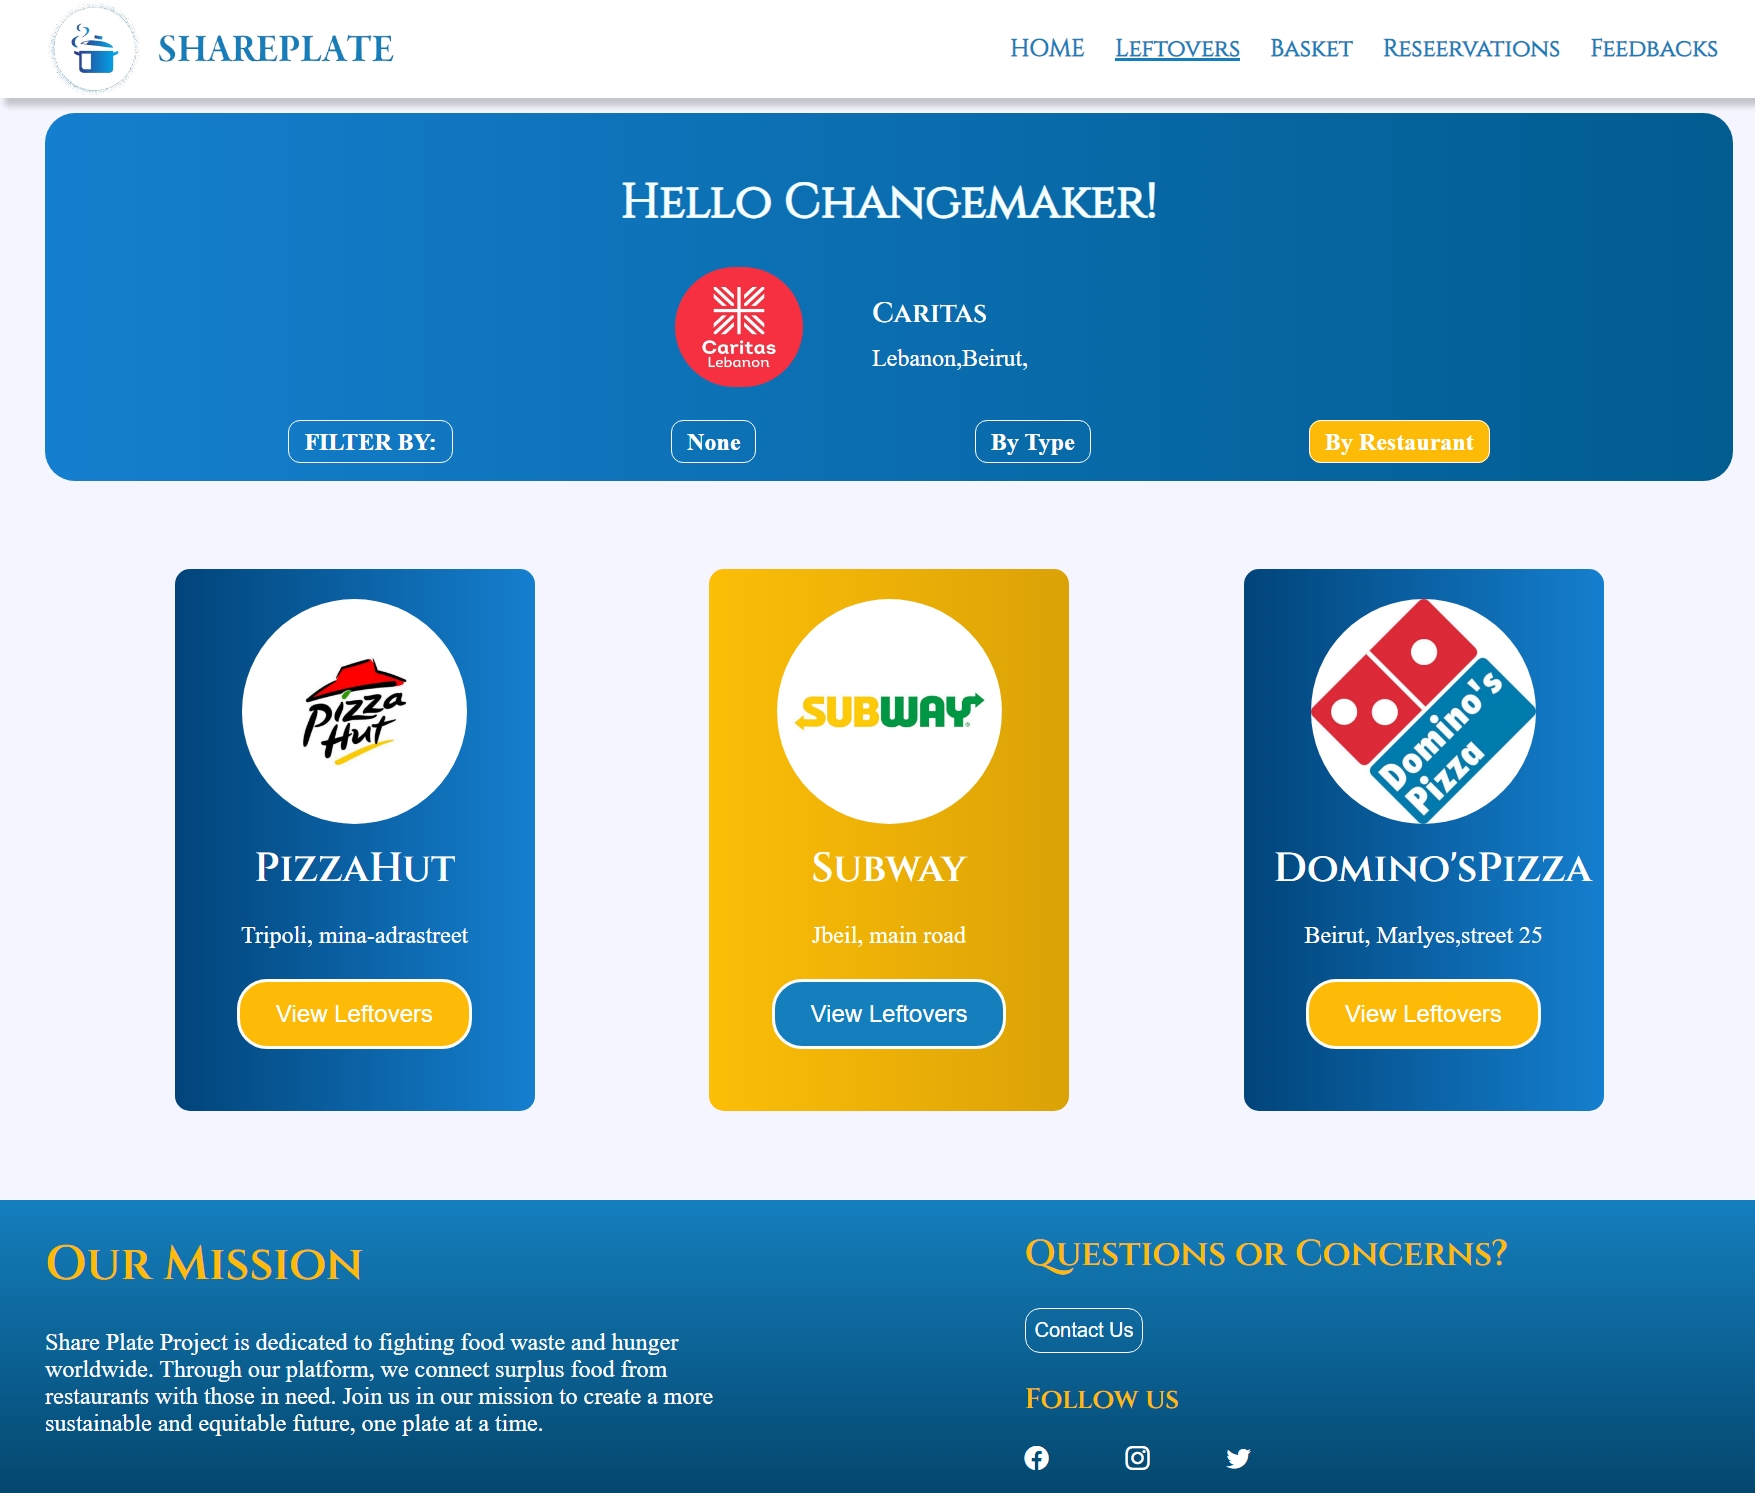 SHAREPLATE
HOME Leftovers Basket Reseervations Feedbacks
Hello Changemaker!
Caritas
Lebanon
Caritas
Lebanon,Beirut,
FILTER BY: None By Type By Restaurant
Pizza
Hut
SUBWAY®
Domino's
Pizza
PizzaHut
Subway
Domino'sPizza
Tripoli, mina-adrastreet
Jbeil, main road
Beirut, Marlyes,street 25
View Leftovers
View Leftovers
View Leftovers
Our Mission
Share Plate Project is dedicated to fighting food waste and hunger
worldwide. Through our platform, we connect surplus food from
restaurants with those in need. Join us in our mission to create a more
sustainable and equitable future, one plate at a time.
Questions or Concerns?
Contact Us
Follow us